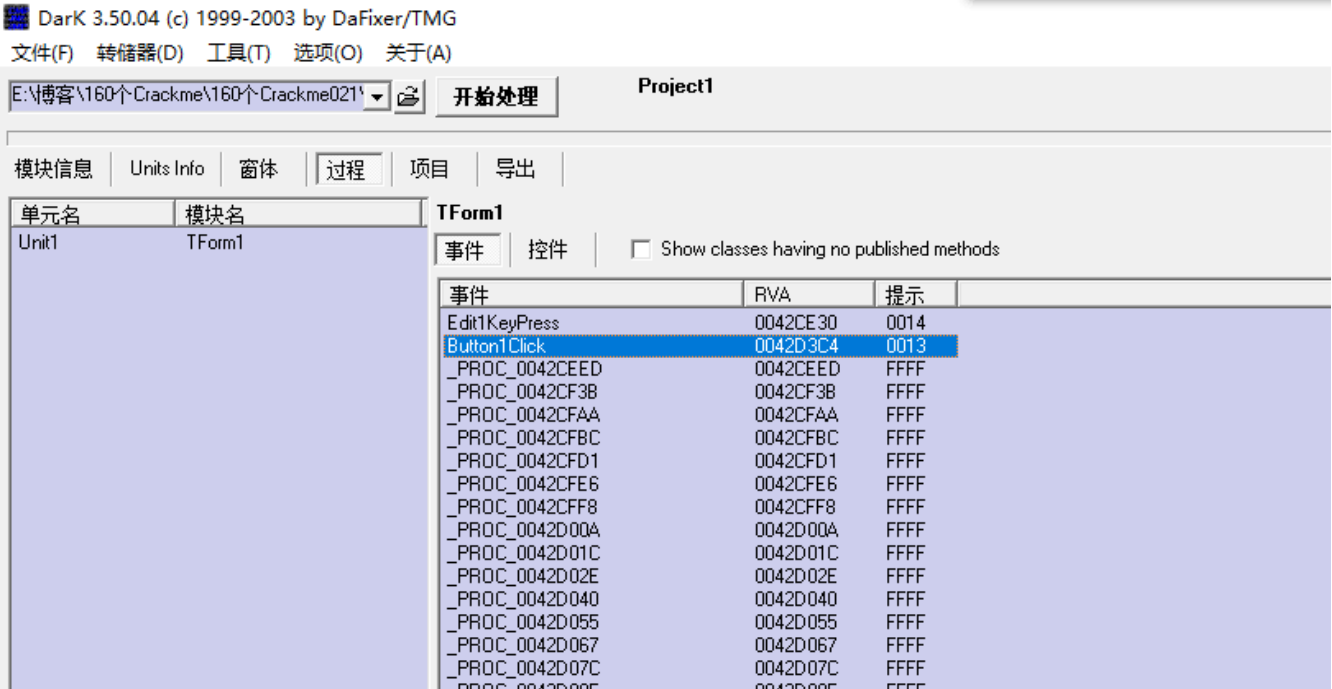 DarK 3.50.04 (c) 1999-2003 by DaFixer/TMG
文件(F) 转储器(D) 工具(T) 选项(O) 关于(A)
E:\博客\160个Crackme\160个Crackme021\ 开始处理 Project1
模块信息 Units Info 窗体 过程 项目 导出
单元名 模块名
Unit1 TForm1
TForm1
事件 控件 Show classes having no published methods
事件 RVA 提示
Edit1KeyPress 0042CE30 0014
Button1Click 0042D3C4 0013
_PROC_0042CEED 0042CEED FFFF
_PROC_0042CF3B 0042CF3B FFFF
_PROC_0042CFAA 0042CFAA FFFF
_PROC_0042CFBC 0042CFBC FFFF
_PROC_0042CFD1 0042CFD1 FFFF
_PROC_0042CFE6 0042CFE6 FFFF
_PROC_0042CFF8 0042CFF8 FFFF
_PROC_0042D00A 0042D00A FFFF
_PROC_0042D01C 0042D01C FFFF
_PROC_0042D02E 0042D02E FFFF
_PROC_0042D040 0042D040 FFFF
_PROC_0042D055 0042D055 FFFF
_PROC_0042D067 0042D067 FFFF
_PROC_0042D07C 0042D07C FFFF